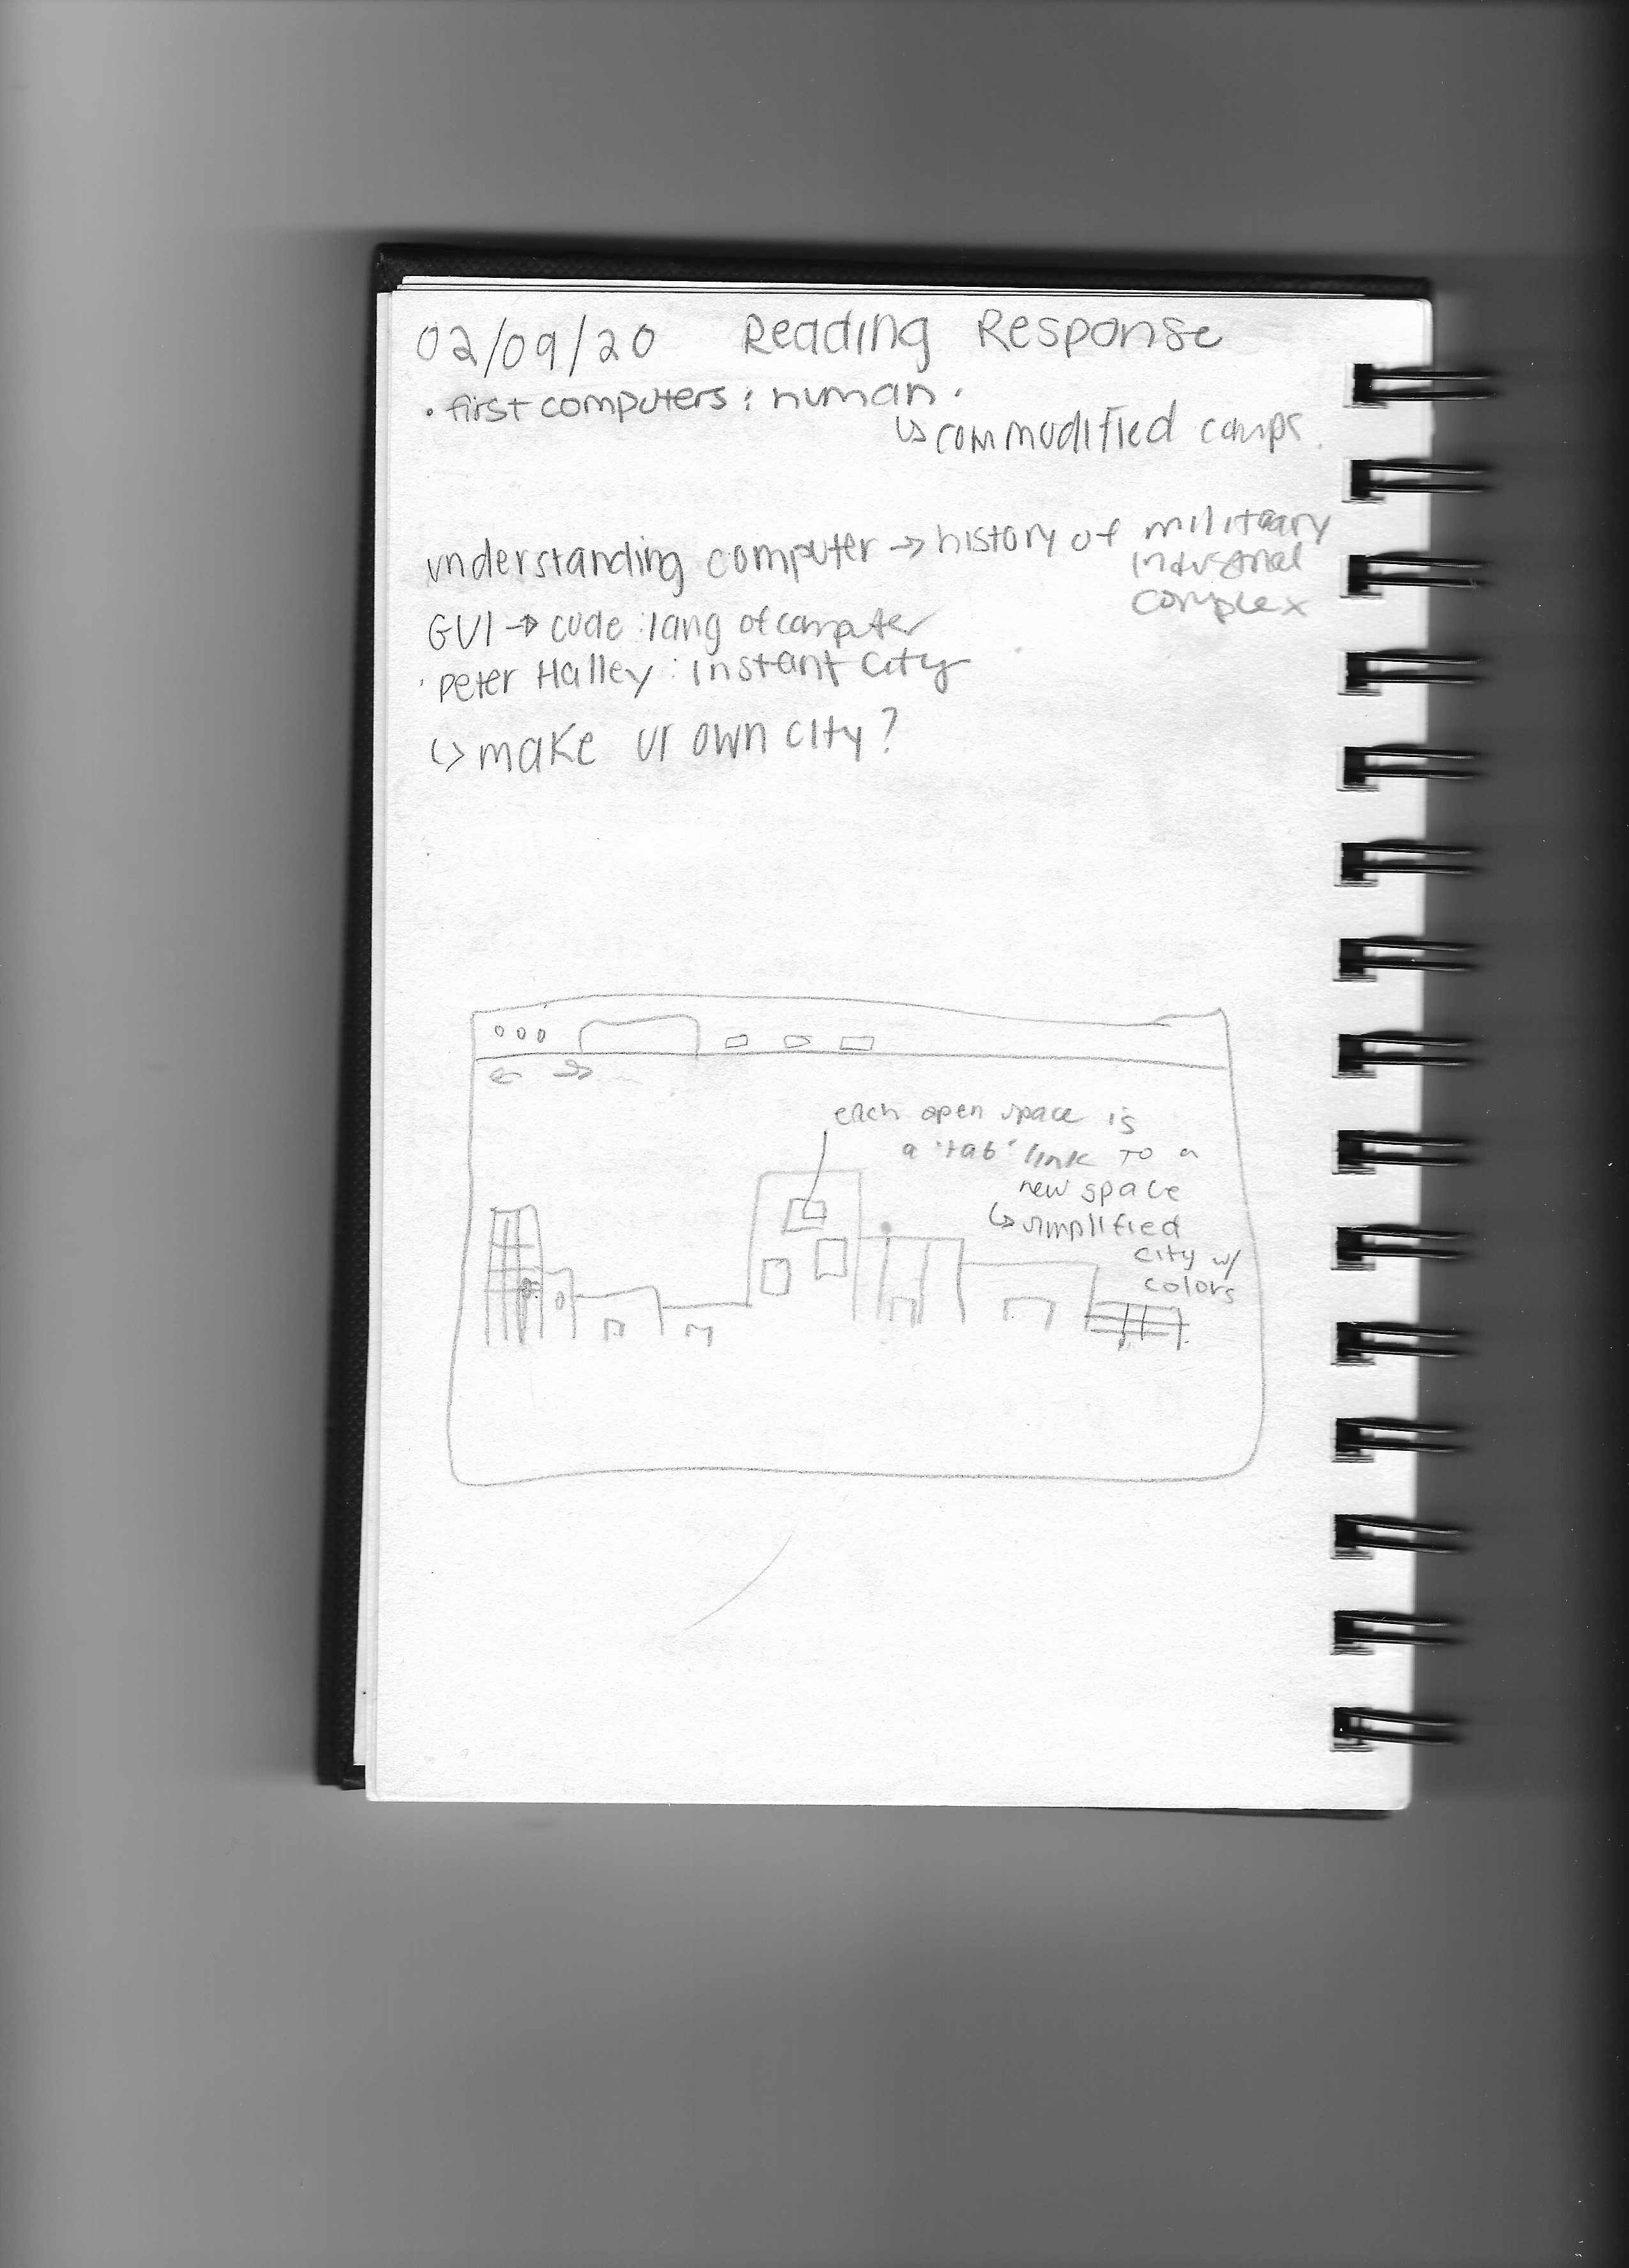 02/09/20 Reading Response
• first computers: human.
↳ commodified comps.
understanding computer → history of military
industrial
complex
GUI → code: lang of computer
• Peter Halley: Instant City
↳ make ur own city?
each open space is
a "tab" link to a
new space
↳ simplified
city w/
colors